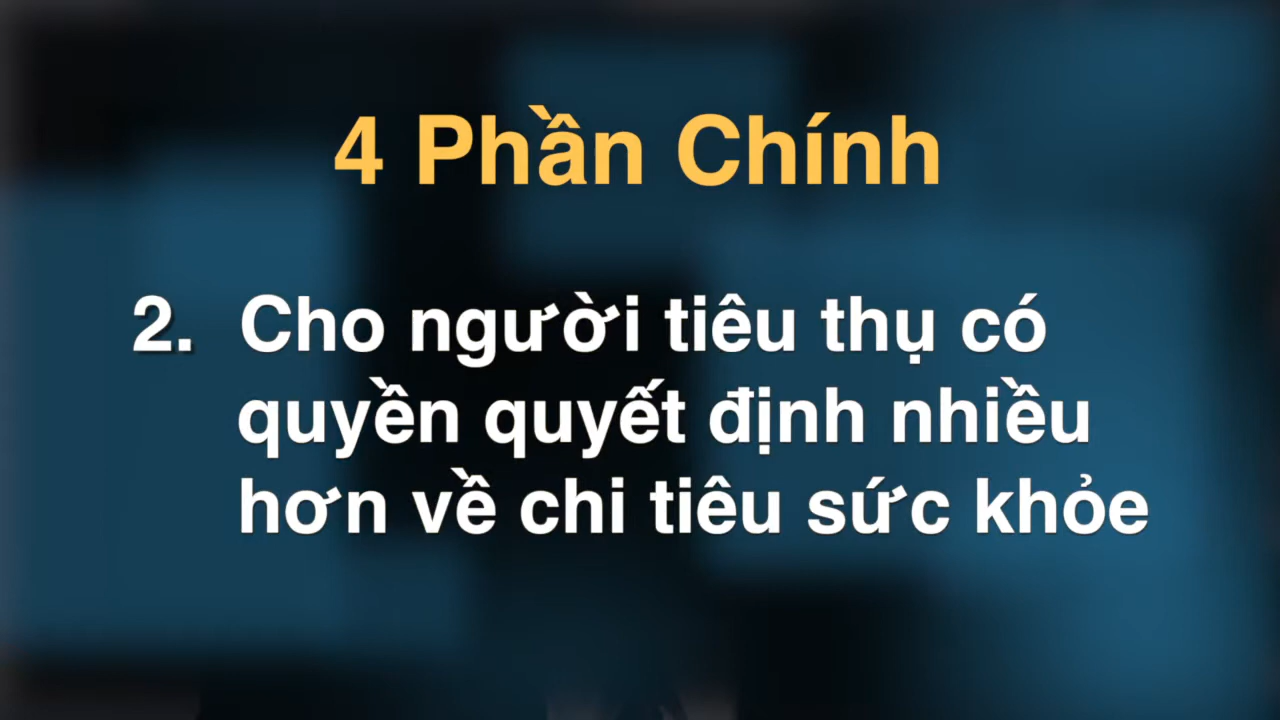 4 Phần Chính
2. Cho người tiêu thụ có
quyền quyết định nhiều
hơn về chi tiêu sức khỏe